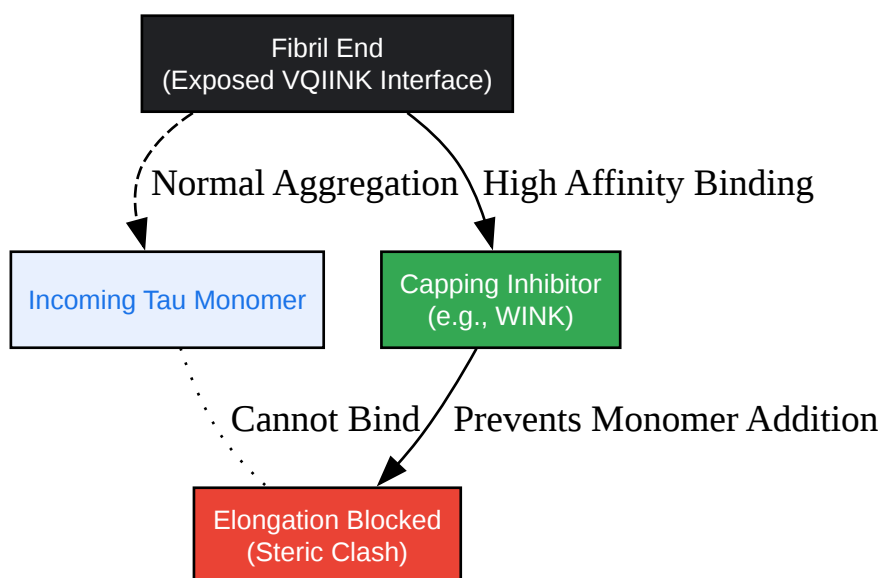 Fibril End
(Exposed VQIINK Interface)
Normal Aggregation
High Affinity Binding
Incoming Tau Monomer
Capping Inhibitor
(e.g., WINK)
Cannot Bind
Prevents Monomer Addition
Elongation Blocked
(Steric Clash)